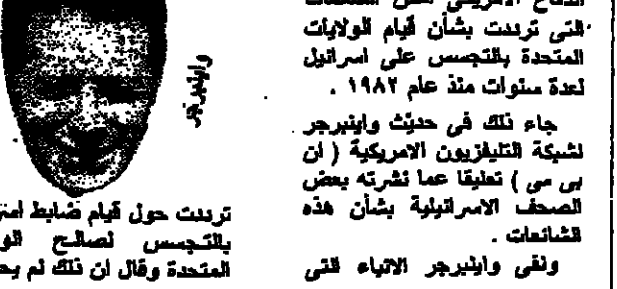 الدفاع الامريكى
التى ترددت بشأن قيام الولايات
المتحدة بالتجسس على اسرائيل
لعدة سنوات منذ عام ١٩٨٢ .
جاء ذلك فى حديث واينبرجر
لشبكة التليفزيون الامريكية ( ان
بى سى ) تعليقا عما نشرته بعض
الصحف الاسرائيلية بشأن هذه
الشائعات .
ونفى واينبرجر الانباء التى
واينبرجر
ترددت حول قيام ضابط
بالتجسس لصالح
المتحدة وقال ان ذلك لم